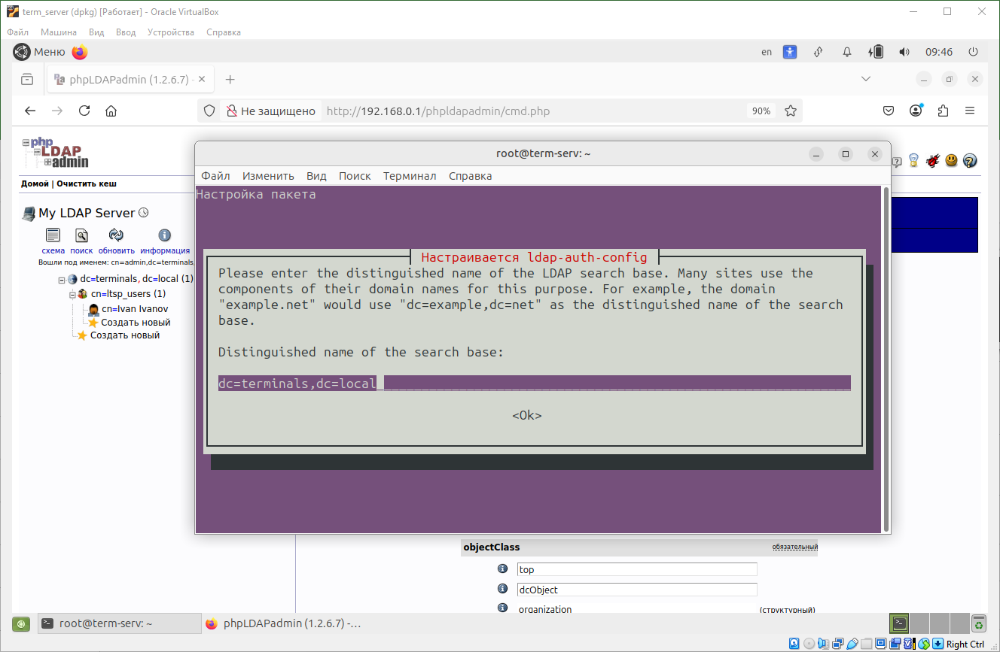 term_server (dpkg) [Работает] - Oracle VirtualBox
Файл Машина Вид Ввод Устройства Справка
Меню en 09:46
phpLDAPadmin (1.2.6.7) -
Не защищено http://192.168.0.1/phpldapadmin/cmd.php 90%
php
LDAP
admin
Домой | Очистить кеш
My LDAP Server
схема поиск обновить информация
Вошли под именем: cn=admin,dc=terminals,
dc=terminals, dc=local (1)
cn=ltsp_users (1)
cn=Ivan Ivanov
Создать новый
Создать новый
root@term-serv: ~
Файл Изменить Вид Поиск Терминал Справка
Настройка пакета
Настраивается ldap-auth-config
Please enter the distinguished name of the LDAP search base. Many sites use the
components of their domain names for this purpose. For example, the domain
"example.net" would use "dc=example,dc=net" as the distinguished name of the search
base.
Distinguished name of the search base:
dc=terminals,dc=local
<Ok>
objectClass обязательный
top
dcObject
organization (структурный)
root@term-serv: ~ phpLDAPadmin (1.2.6.7) -...
Right Ctrl